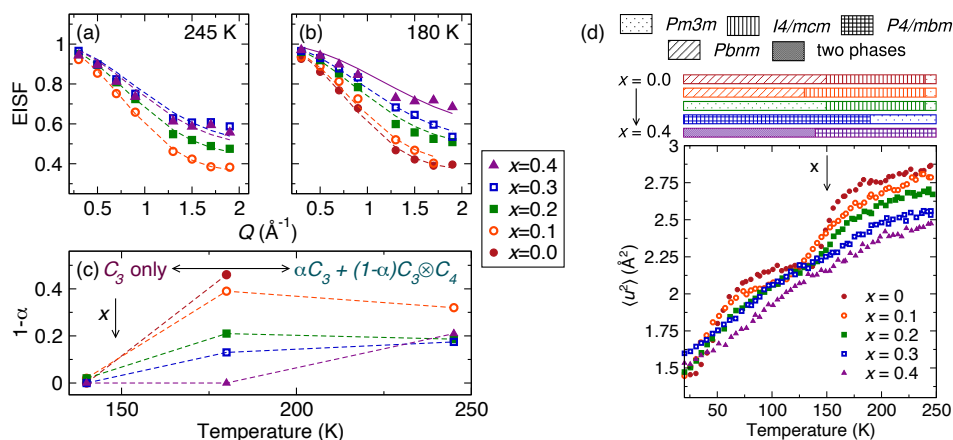 (a) 245 K
(b) 180 K
EISF
1
0.8
0.6
0.4
0.5 1 1.5 2
0.5 1 1.5 2
Q (Å⁻¹)
x=0.4
x=0.3
x=0.2
x=0.1
x=0.0
(c) C₃ only αC₃ + (1-α)C₃⊗C₄
x
1-α
0.4
0.2
0
150 200 250
Temperature (K)
(d)
Pm3m I4/mcm P4/mbm
Pbnm two phases
x = 0.0
x = 0.4
x
⟨u²⟩ (Å²)
2.75
2.5
2.25
2
1.75
1.5
x = 0
x = 0.1
x = 0.2
x = 0.3
x = 0.4
50 100 150 200 250
Temperature (K)